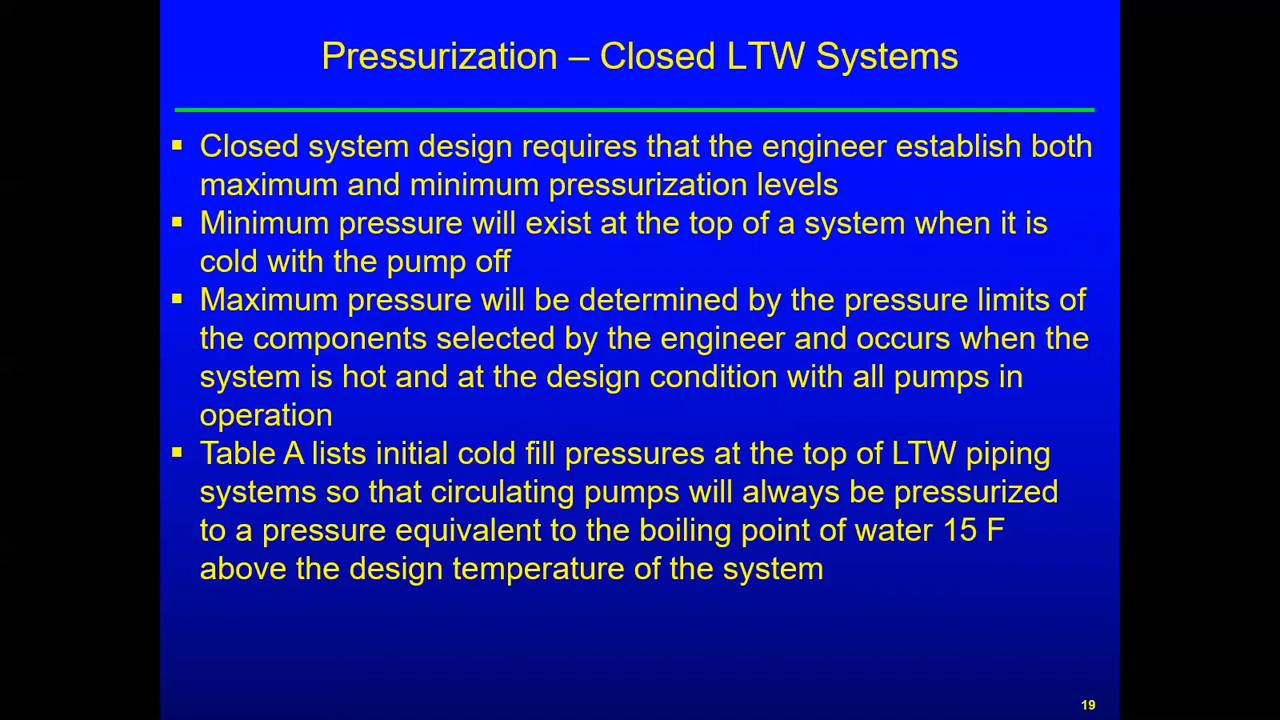 Pressurization – Closed LTW Systems
▪ Closed system design requires that the engineer establish both
maximum and minimum pressurization levels
▪ Minimum pressure will exist at the top of a system when it is
cold with the pump off
▪ Maximum pressure will be determined by the pressure limits of
the components selected by the engineer and occurs when the
system is hot and at the design condition with all pumps in
operation
▪ Table A lists initial cold fill pressures at the top of LTW piping
systems so that circulating pumps will always be pressurized
to a pressure equivalent to the boiling point of water 15 F
above the design temperature of the system
19